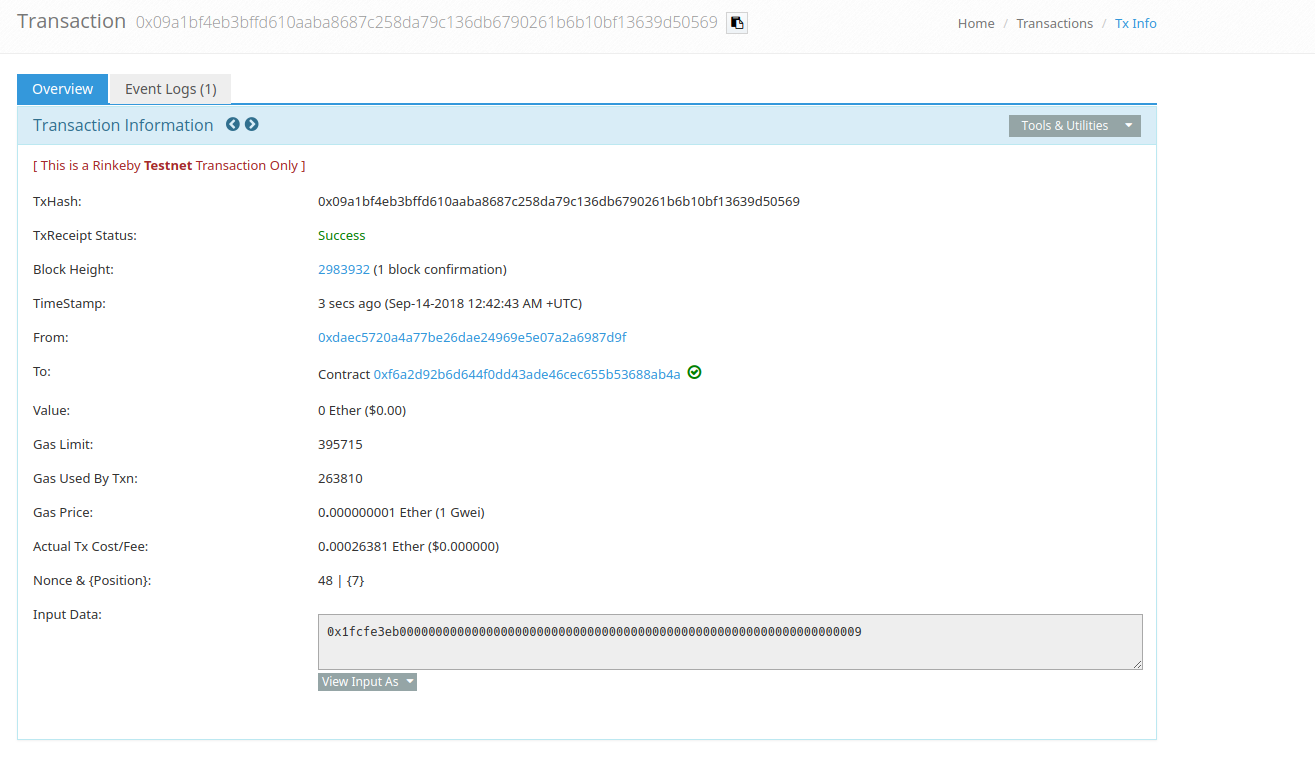 Transaction 0x09a1bf4eb3bffd610aaba8687c258da79c136db6790261b6b10bf13639d50569
Home / Transactions / Tx Info
Overview Event Logs (1)
Transaction Information Tools & Utilities
[ This is a Rinkeby Testnet Transaction Only ]
TxHash: 0x09a1bf4eb3bffd610aaba8687c258da79c136db6790261b6b10bf13639d50569
TxReceipt Status: Success
Block Height: 2983932 (1 block confirmation)
TimeStamp: 3 secs ago (Sep-14-2018 12:42:43 AM +UTC)
From: 0xdaec5720a4a77be26dae24969e5e07a2a6987d9f
To: Contract 0xf6a2d92b6d644f0dd43ade46cec655b53688ab4a
Value: 0 Ether ($0.00)
Gas Limit: 395715
Gas Used By Txn: 263810
Gas Price: 0.000000001 Ether (1 Gwei)
Actual Tx Cost/Fee: 0.00026381 Ether ($0.000000)
Nonce & {Position}: 48 | {7}
Input Data:
0x1fcfe3eb0000000000000000000000000000000000000000000000000000000000000009
View Input As